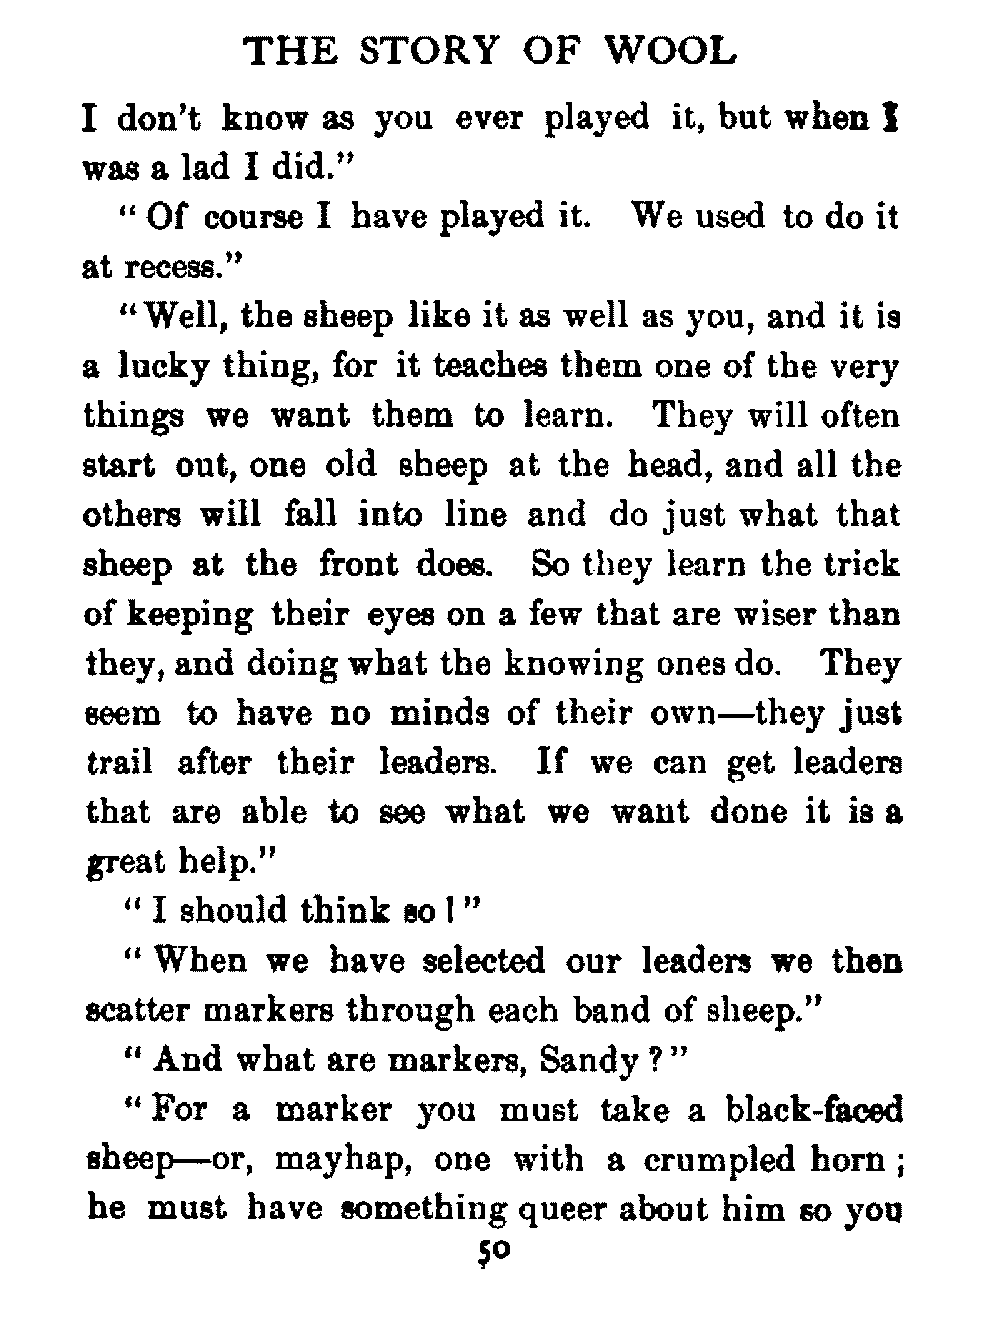 THE STORY OF WOOL
I don't know as you ever played it, but when I
was a lad I did."
"Of course I have played it. We used to do it
at recess."
"Well, the sheep like it as well as you, and it is
a lucky thing, for it teaches them one of the very
things we want them to learn. They will often
start out, one old sheep at the head, and all the
others will fall into line and do just what that
sheep at the front does. So they learn the trick
of keeping their eyes on a few that are wiser than
they, and doing what the knowing ones do. They
seem to have no minds of their own—they just
trail after their leaders. If we can get leaders
that are able to see what we want done it is a
great help."
"I should think so!"
"When we have selected our leaders we then
scatter markers through each band of sheep."
"And what are markers, Sandy?"
"For a marker you must take a black-faced
sheep—or, mayhap, one with a crumpled horn;
he must have something queer about him so you
50